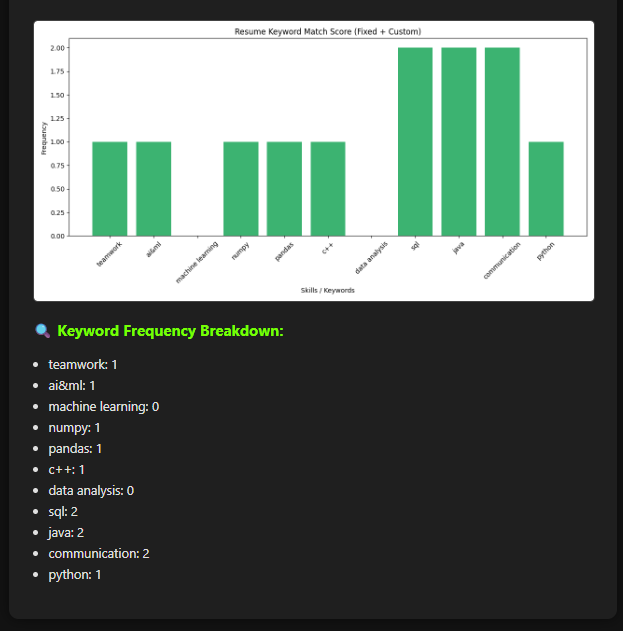 Resume Keyword Match Score (Fixed + Custom)
2.00
1.75
1.50
1.25
1.00
0.75
0.50
0.25
0.00
Frequency
teamwork
ai&ml
machine learning
numpy
pandas
c++
data analysis
sql
java
communication
python
Skills / Keywords
🔍 Keyword Frequency Breakdown:
• teamwork: 1
• ai&ml: 1
• machine learning: 0
• numpy: 1
• pandas: 1
• c++: 1
• data analysis: 0
• sql: 2
• java: 2
• communication: 2
• python: 1